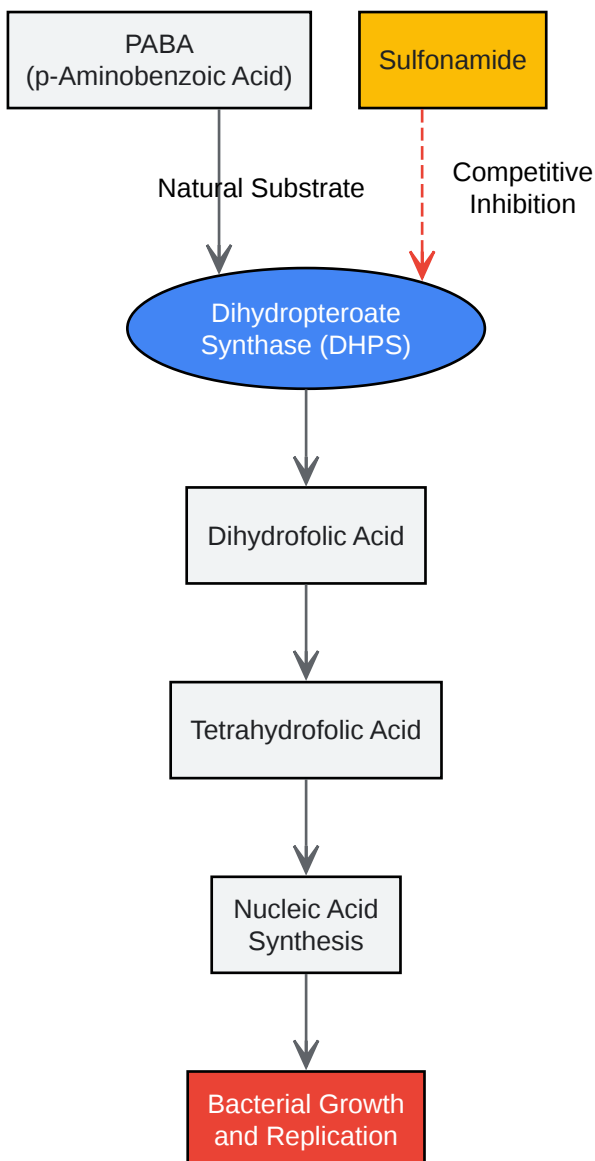 PABA
(p-Aminobenzoic Acid)
Sulfonamide
Natural Substrate
Competitive
Inhibition
Dihydropteroate
Synthase (DHPS)
Dihydrofolic Acid
Tetrahydrofolic Acid
Nucleic Acid
Synthesis
Bacterial Growth
and Replication